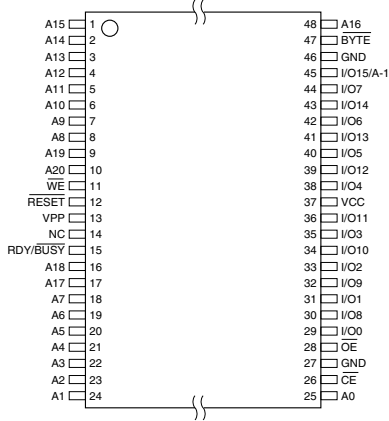 A15 1 48 A16
A14 2 47 BYTE
A13 3 46 GND
A12 4 45 I/O15/A-1
A11 5 44 I/O7
A10 6 43 I/O14
A9 7 42 I/O6
A8 8 41 I/O13
A19 9 40 I/O5
A20 10 39 I/O12
WE 11 38 I/O4
RESET 12 37 VCC
VPP 13 36 I/O11
NC 14 35 I/O3
RDY/BUSY 15 34 I/O10
A18 16 33 I/O2
A17 17 32 I/O9
A7 18 31 I/O1
A6 19 30 I/O8
A5 20 29 I/O0
A4 21 28 OE
A3 22 27 GND
A2 23 26 CE
A1 24 25 A0